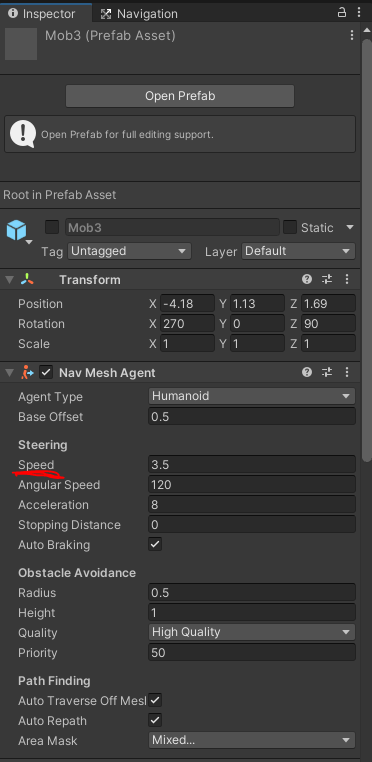 Inspector Navigation
Mob3 (Prefab Asset)
Open Prefab
Open Prefab for full editing support.
Root in Prefab Asset
Mob3 Static
Tag Untagged Layer Default
Transform
Position X -4.18 Y 1.13 Z 1.69
Rotation X 270 Y 0 Z 90
Scale X 1 Y 1 Z 1
Nav Mesh Agent
Agent Type Humanoid
Base Offset 0.5
Steering
Speed 3.5
Angular Speed 120
Acceleration 8
Stopping Distance 0
Auto Braking
Obstacle Avoidance
Radius 0.5
Height 1
Quality High Quality
Priority 50
Path Finding
Auto Traverse Off Mesl
Auto Repath
Area Mask Mixed...